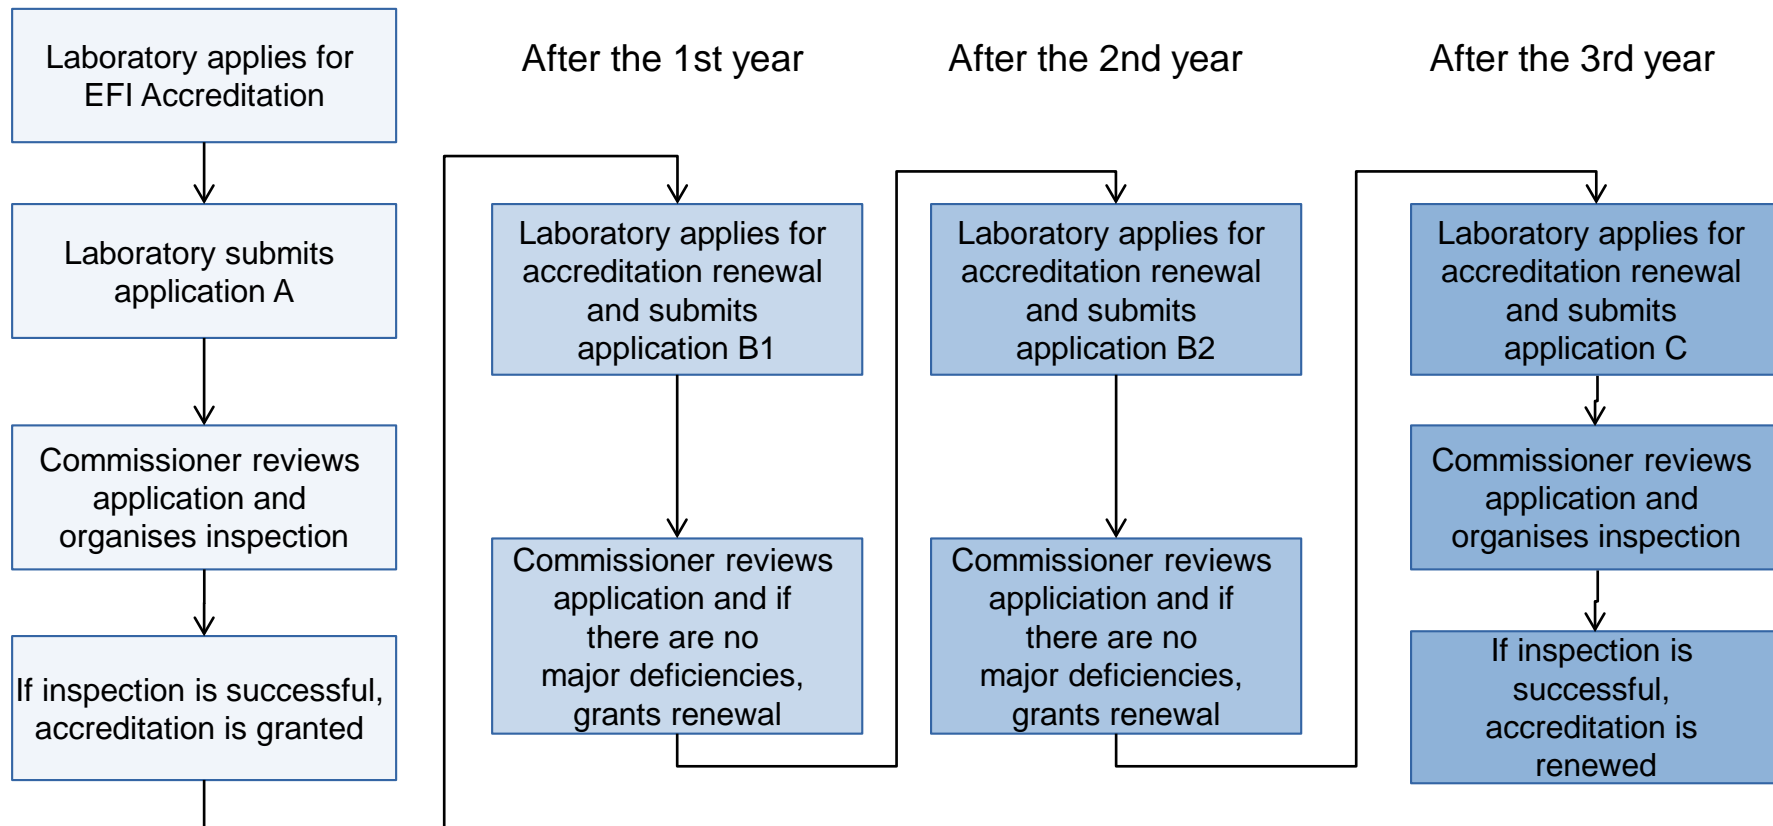 Laboratory applies for
EFI Accreditation
Laboratory submits
application A
Commissioner reviews
application and
organises inspection
If inspection is successful,
accreditation is granted
After the 1st year
Laboratory applies for
accreditation renewal
and submits
application B1
Commissioner reviews
application and if
there are no
major deficiencies,
grants renewal
After the 2nd year
Laboratory applies for
accreditation renewal
and submits
application B2
Commissioner reviews
appliciation and if
there are no
major deficiencies,
grants renewal
After the 3rd year
Laboratory applies for
accreditation renewal
and submits
application C
Commissioner reviews
application and
organises inspection
If inspection is
successful,
accreditation is
renewed